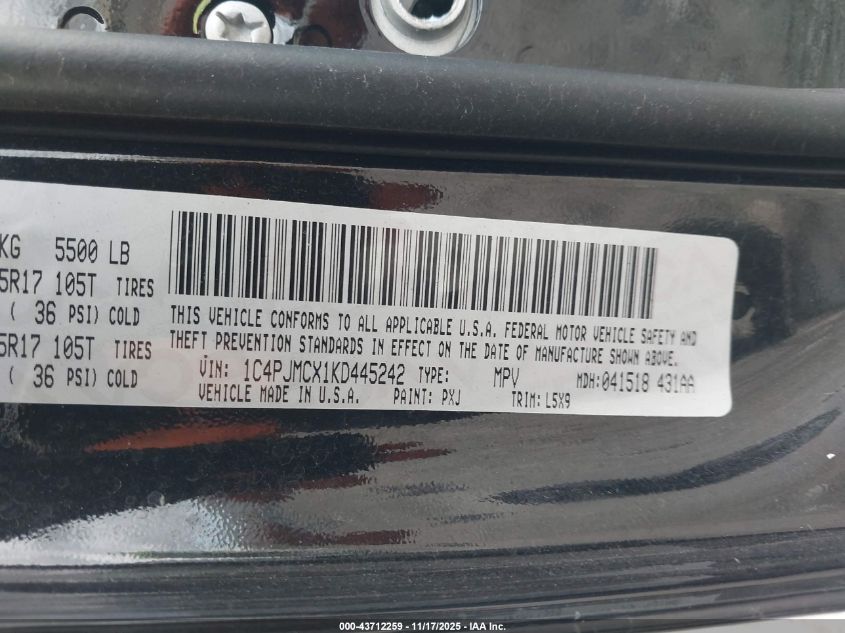 KG 5500 LB
5R17 105T TIRES
( 36 PSI) COLD
5R17 105T TIRES
( 36 PSI) COLD
THIS VEHICLE CONFORMS TO ALL APPLICABLE U.S.A. FEDERAL MOTOR VEHICLE SAFETY AND
THEFT PREVENTION STANDARDS IN EFFECT ON THE DATE OF MANUFACTURE SHOWN ABOVE.
VIN: 1C4PJMCX1KD445242 TYPE: MPV MDH:041518 431AA
VEHICLE MADE IN U.S.A. PAINT: PXJ TRIM: L5X9
000-43712259 - 11/17/2025 - IAA Inc.